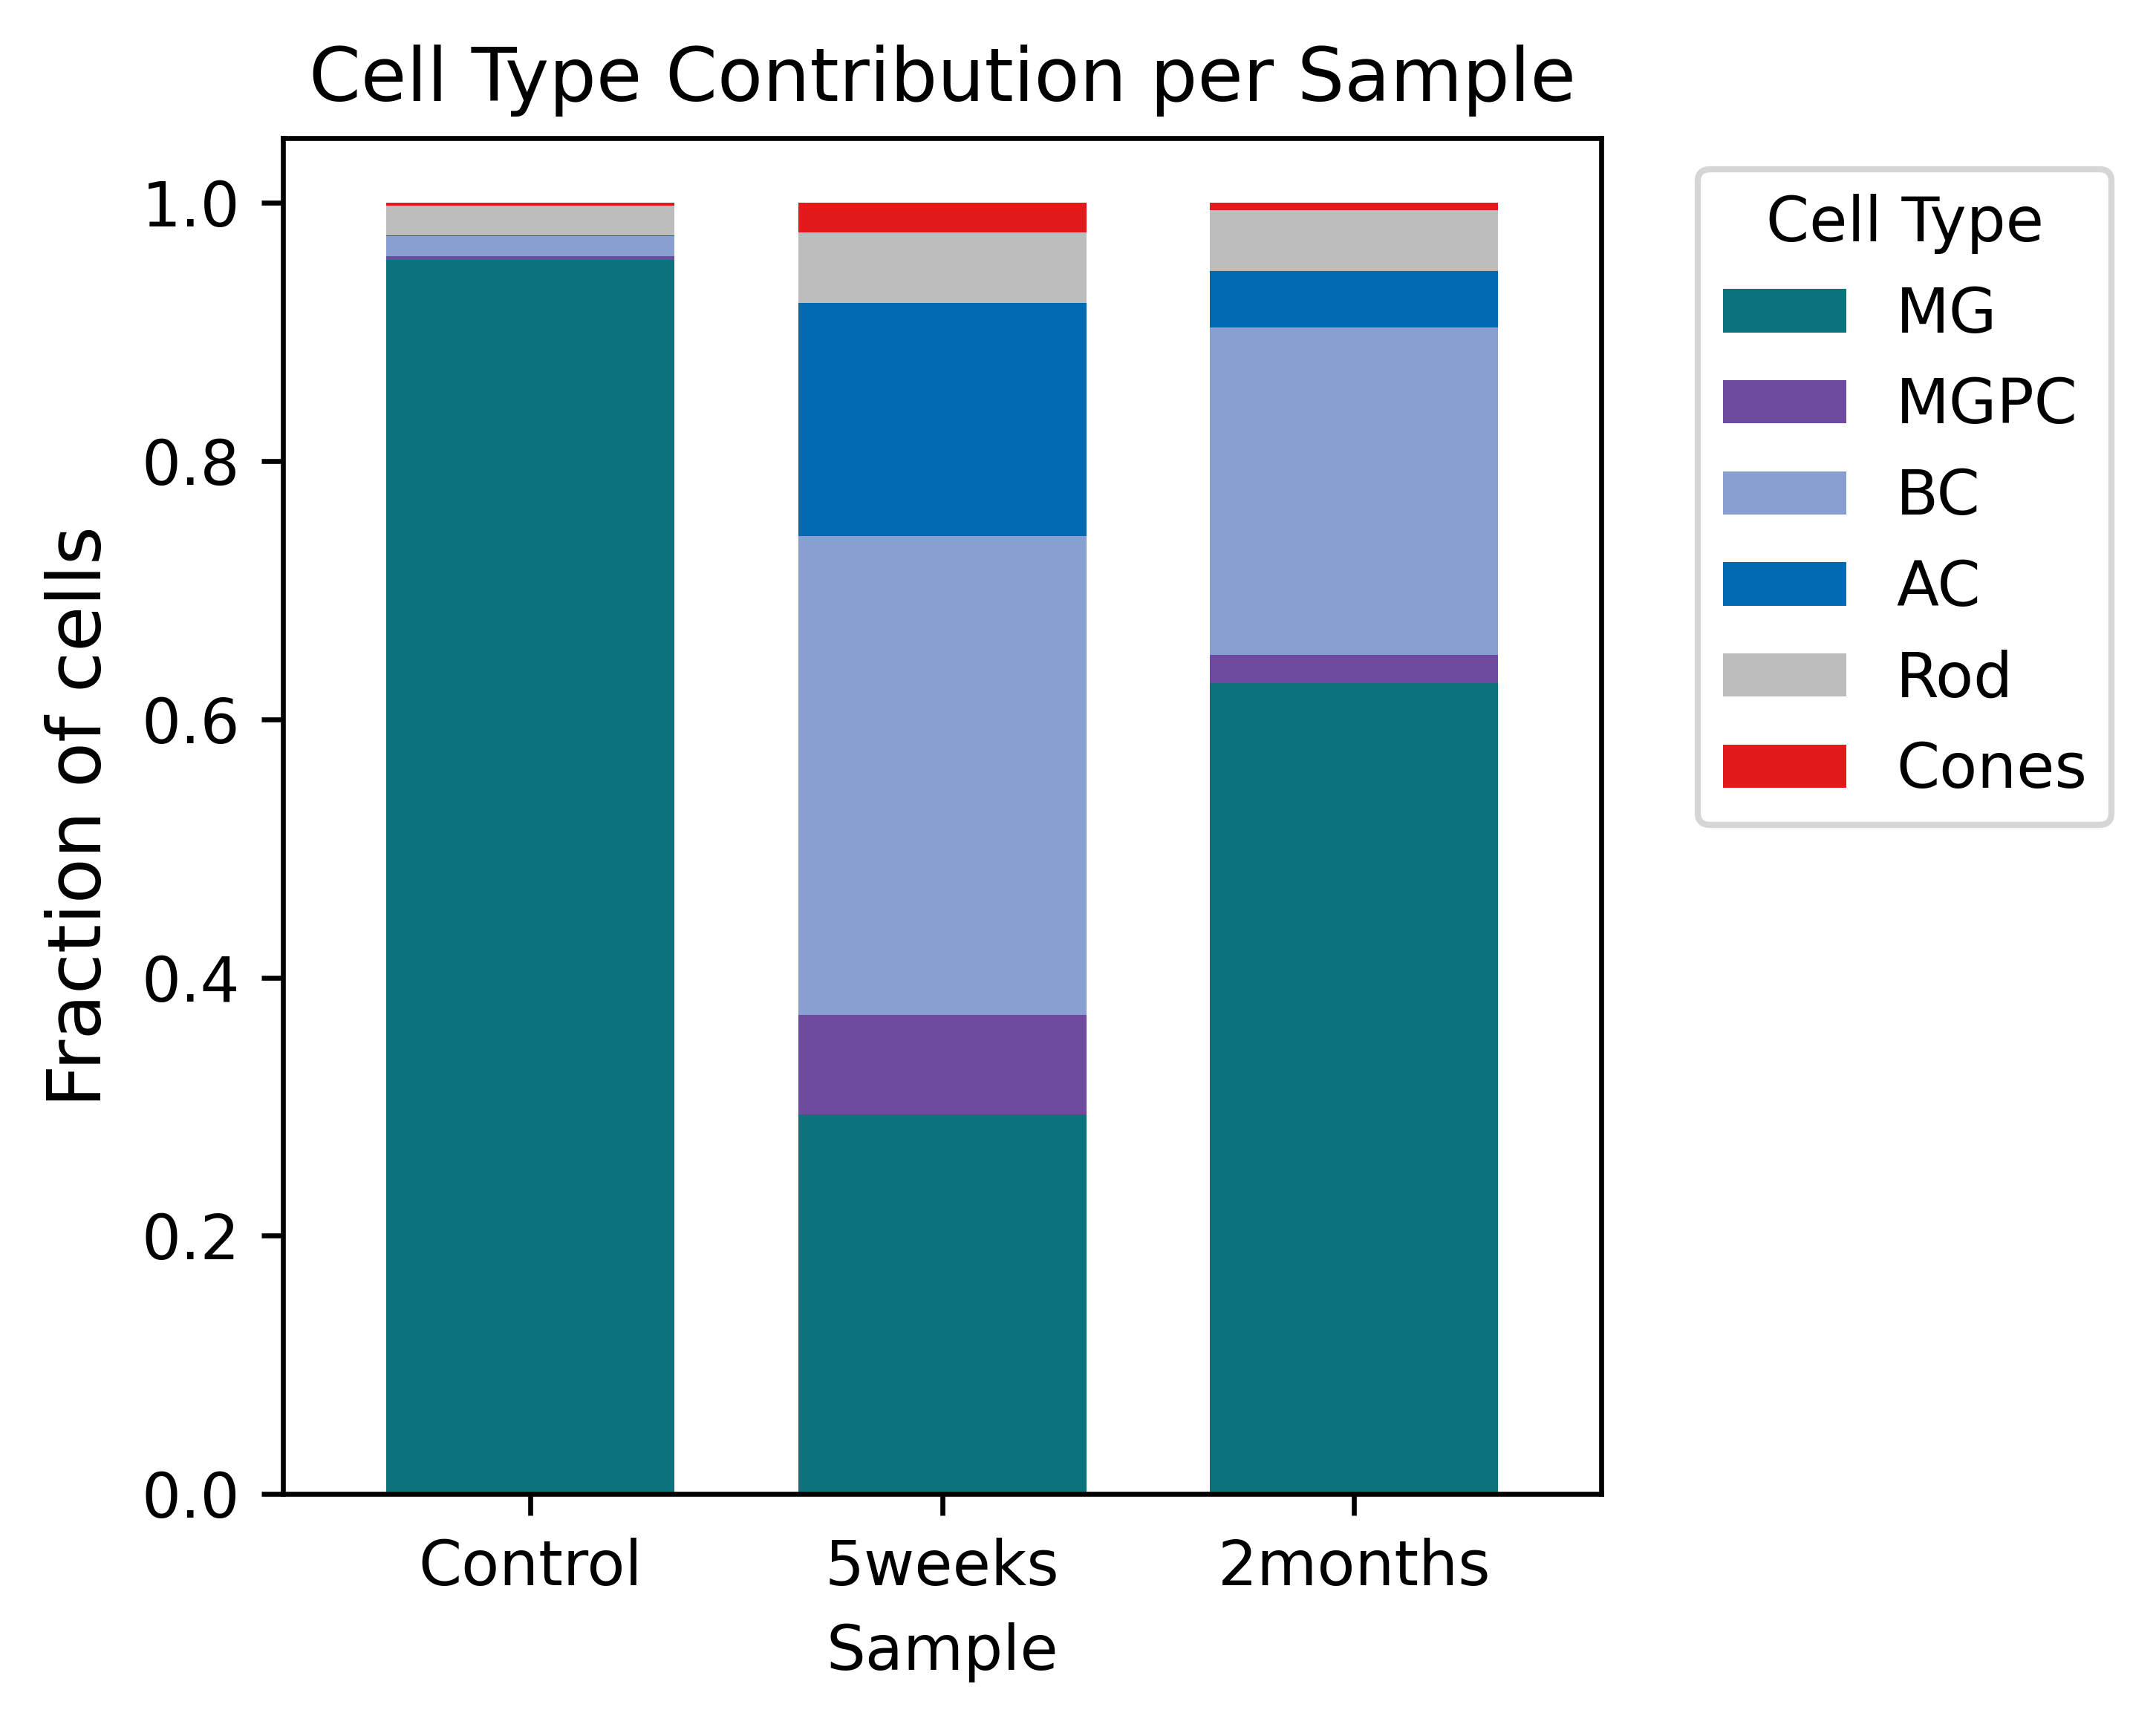 Cell Type Contribution per Sample
Fraction of cells
1.0
0.8
0.6
0.4
0.2
0.0
Control
5weeks
2months
Sample
Cell Type
MG
MGPC
BC
AC
Rod
Cones